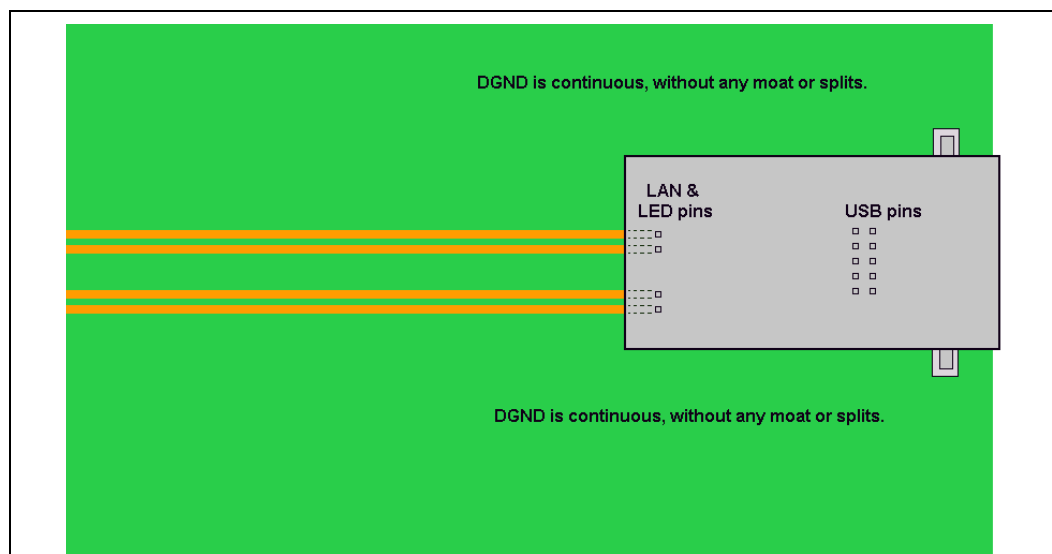 DGND is continuous, without any moat or splits.
LAN &
LED pins
USB pins
DGND is continuous, without any moat or splits.